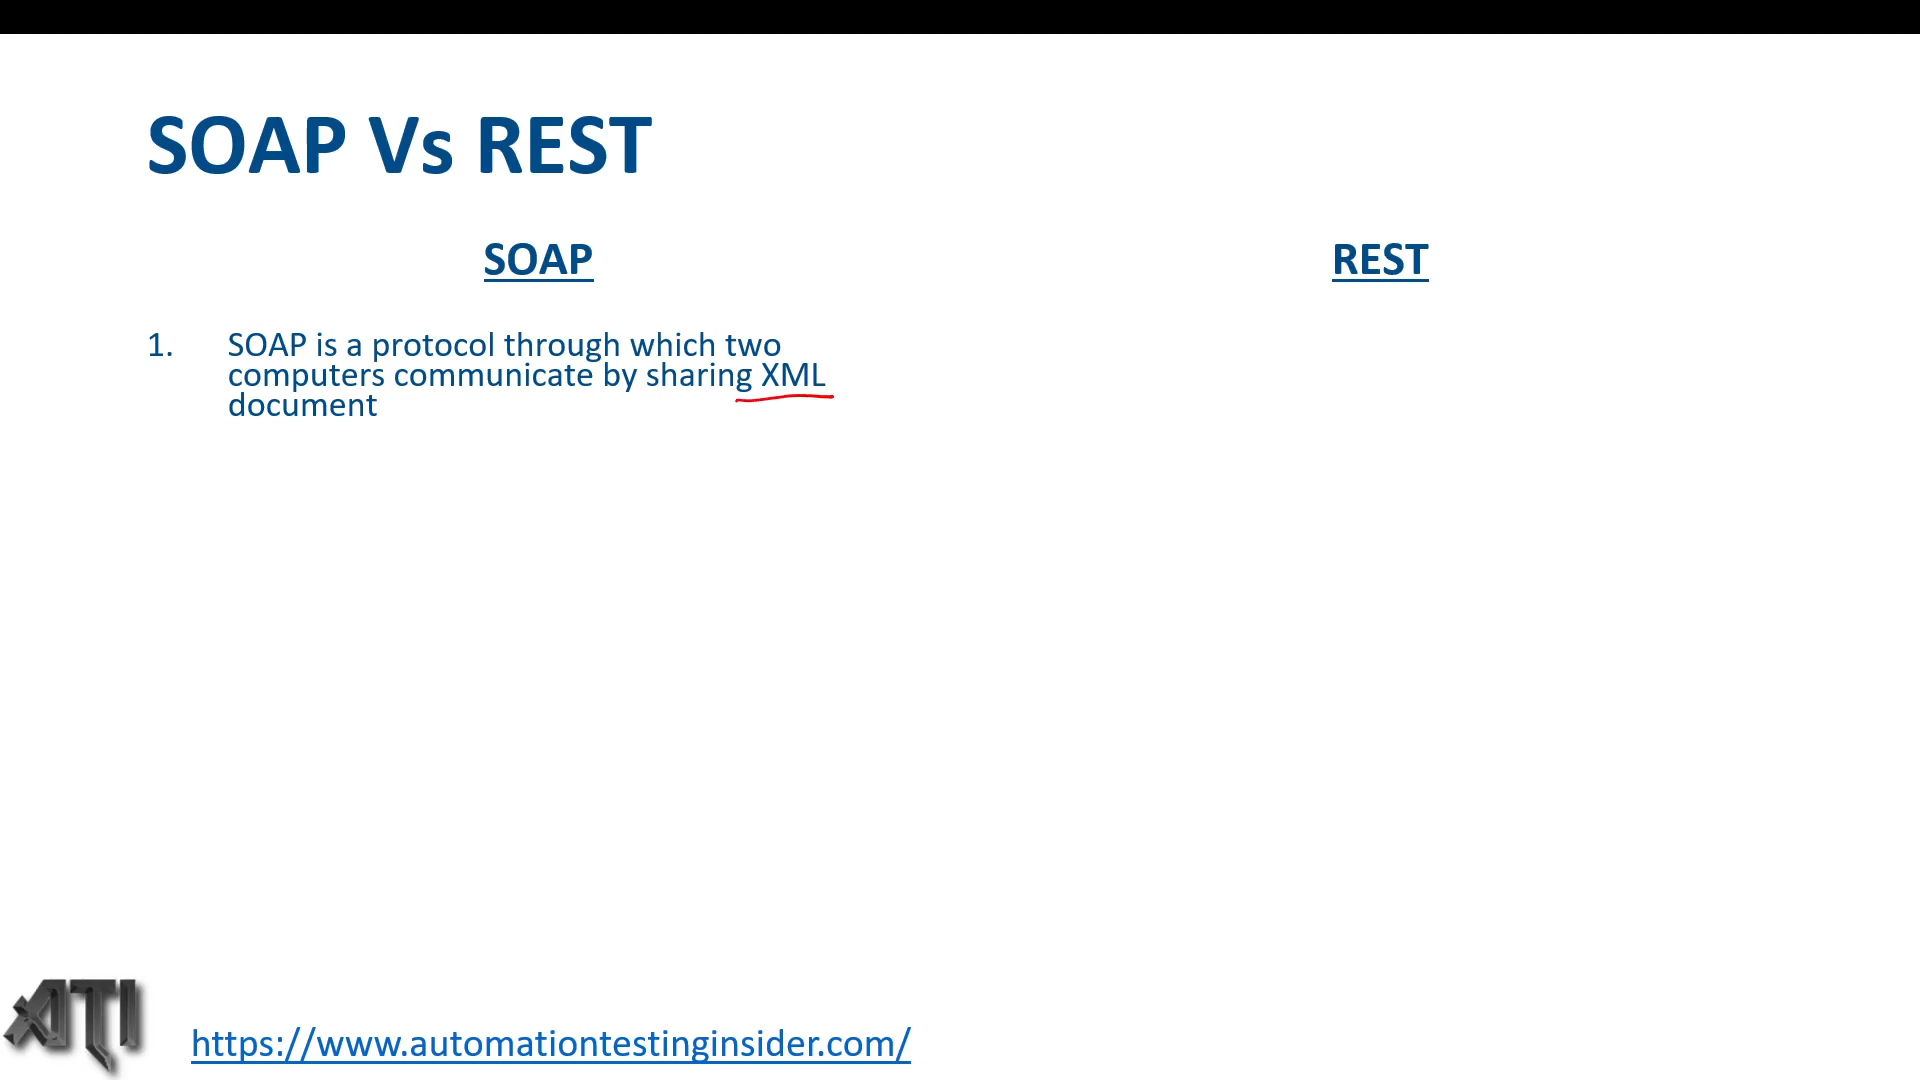 SOAP Vs REST
SOAP
REST
1. SOAP is a protocol through which two
computers communicate by sharing XML
document
ATI
https://www.automationtestinginsider.com/